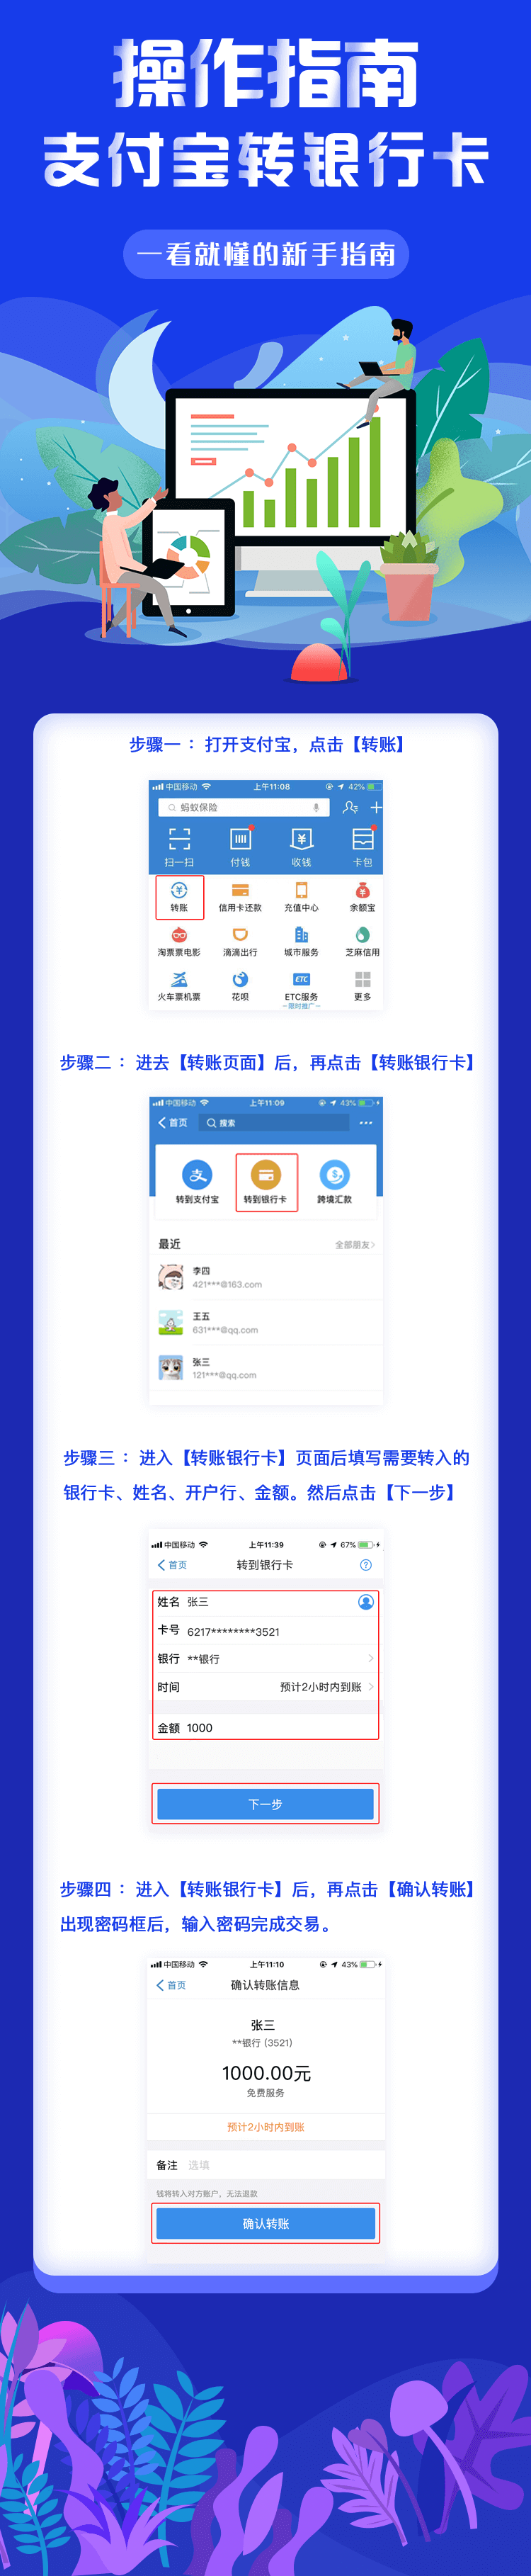 操作指南
支付宝转银行卡
一看就懂的新手指南
步骤一：打开支付宝，点击【转账】
中国移动 上午11:08 42%
蚂蚁保险
扫一扫 付钱 收钱 卡包
转账 信用卡还款 充值中心 余额宝
淘票票电影 滴滴出行 城市服务 芝麻信用
火车票机票 花呗 ETC服务 更多
ETC
限时推广
步骤二：进去【转账页面】后，再点击【转账银行卡】
中国移动 上午11:09 43%
首页 搜索
转到支付宝 转到银行卡 跨境汇款
最近 全部朋友>
李四
421***@163.com
王五
631***@qq.com
张三
121***@qq.com
步骤三：进入【转账银行卡】页面后填写需要转入的
银行卡、姓名、开户行、金额。然后点击【下一步】
中国移动 上午11:39 67%
首页 转到银行卡
姓名 张三
卡号 6217********3521
银行 **银行
时间 预计2小时内到账
金额 1000
下一步
步骤四：进入【转账银行卡】后，再点击【确认转账】
出现密码框后，输入密码完成交易。
中国移动 上午11:10 43%
首页 确认转账信息
张三
**银行 (3521)
1000.00元
免费服务
预计2小时内到账
备注 选填
钱将转入对方账户，无法退款
确认转账